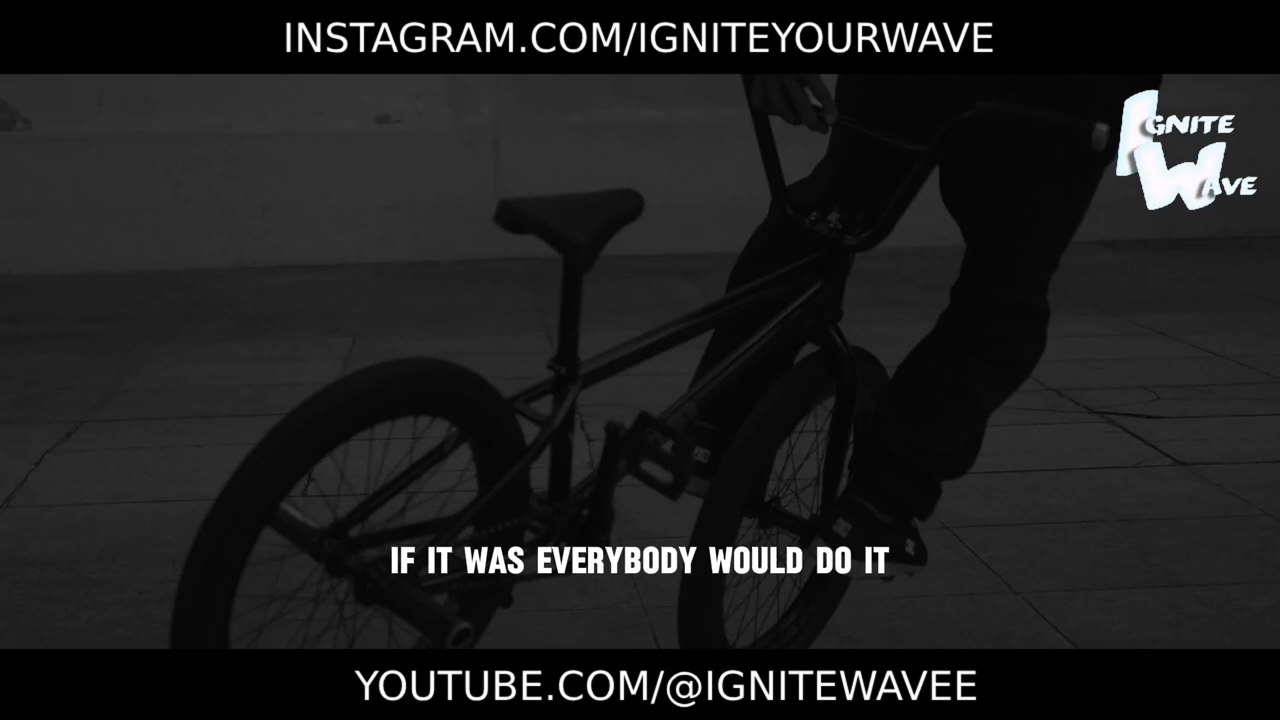 INSTAGRAM.COM/IGNITEYOURWAVE
IGNITE
WAVE
IF IT WAS EVERYBODY WOULD DO IT
YOUTUBE.COM/@IGNITEWAVEE